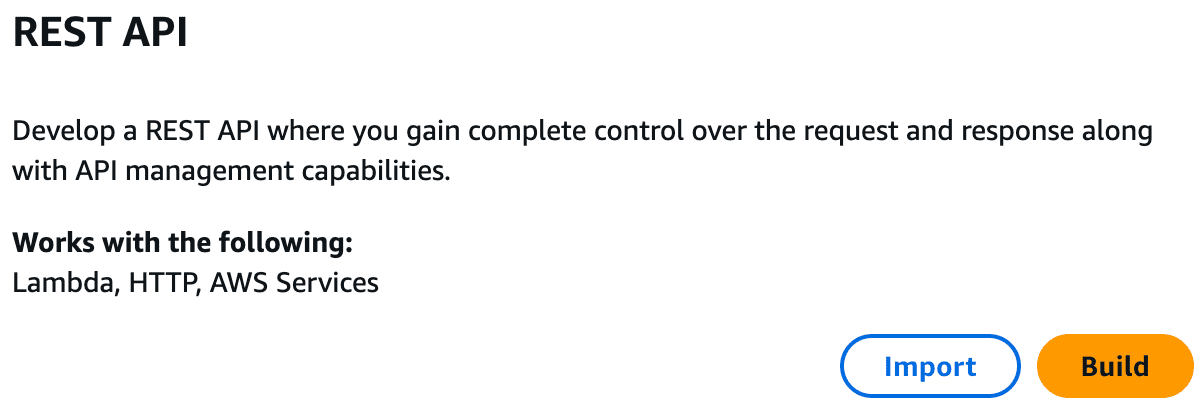 REST API
Develop a REST API where you gain complete control over the request and response along
with API management capabilities.
Works with the following:
Lambda, HTTP, AWS Services
Import
Build